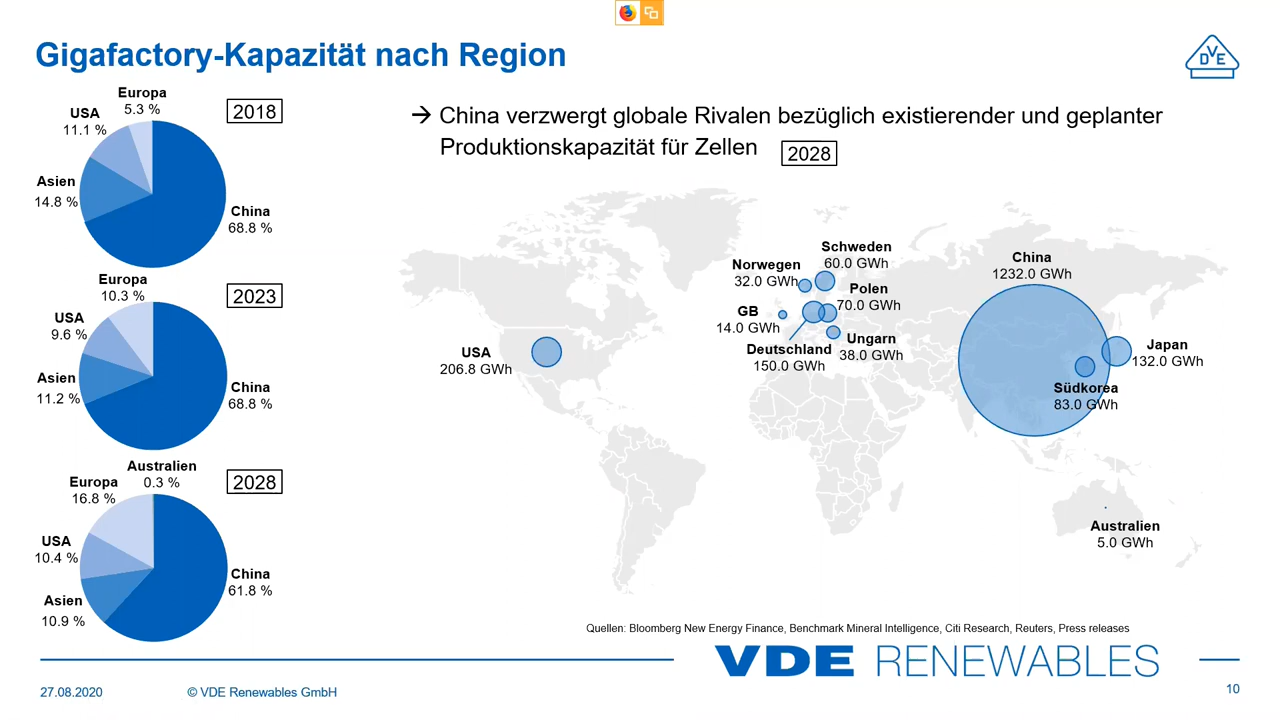 Gigafactory-Kapazität nach Region
VDE
Europa
5.3 %
USA
11.1 %
2018
Asien
14.8 %
China
68.8 %
Europa
10.3 %
2023
USA
9.6 %
Asien
11.2 %
China
68.8 %
Australien
0.3 %
Europa
16.8 %
2028
USA
10.4 %
China
61.8 %
Asien
10.9 %
→ China verzwergt globale Rivalen bezüglich existierender und geplanter
Produktionskapazität für Zellen
2028
Schweden
60.0 GWh
Norwegen
32.0 GWh
Polen
70.0 GWh
GB
14.0 GWh
Deutschland
150.0 GWh
Ungarn
38.0 GWh
USA
206.8 GWh
China
1232.0 GWh
Japan
132.0 GWh
Südkorea
83.0 GWh
Australien
5.0 GWh
Quellen: Bloomberg New Energy Finance, Benchmark Mineral Intelligence, Citi Research, Reuters, Press releases
VDE RENEWABLES
27.08.2020
© VDE Renewables GmbH
10